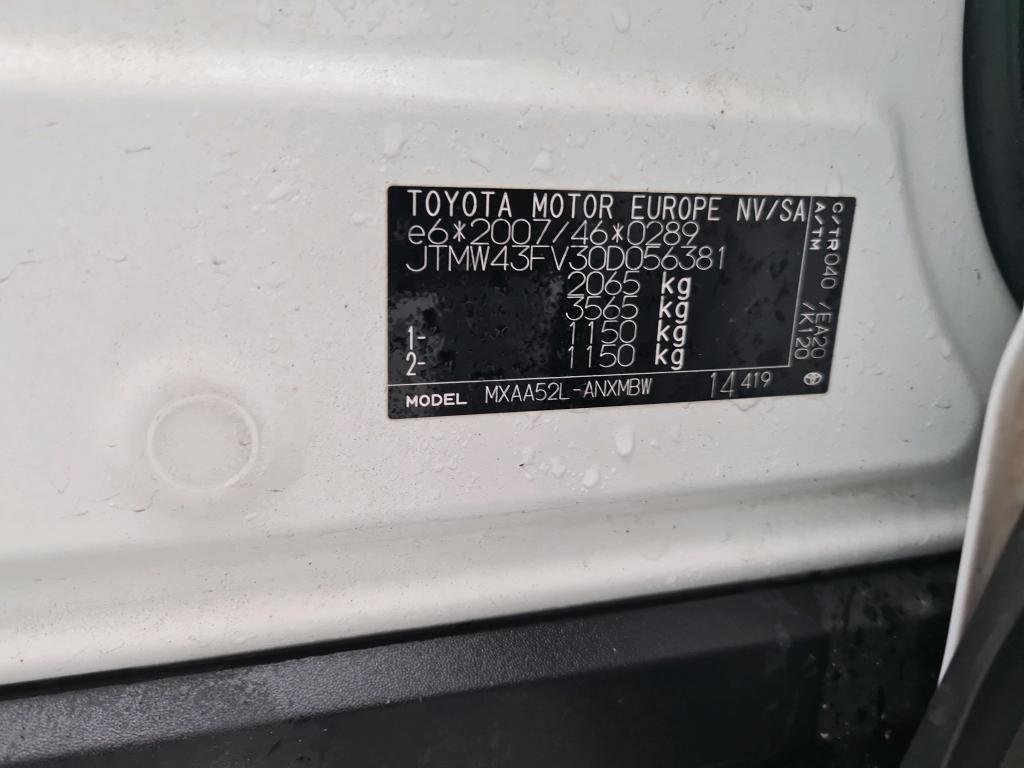 TOYOTA MOTOR EUROPE NV/SA
e6*2007/46*0289
JTMW43FV30D056381
2065 kg
3565 kg
1- 1150 kg
2- 1150 kg
C/TR 040 /EA20
A/TM /K120
MODEL MXAA52L-ANXMBW 14 419